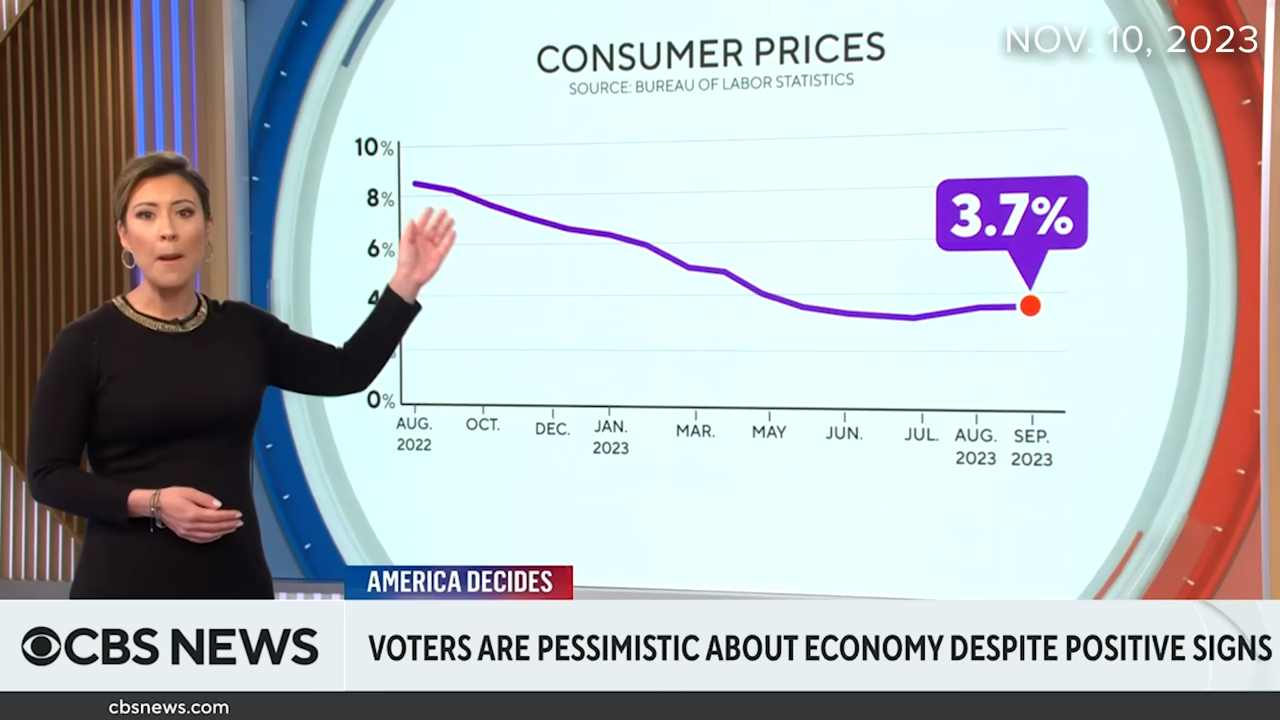 NOV. 10, 2023
CONSUMER PRICES
SOURCE: BUREAU OF LABOR STATISTICS
10%
8%
6%
4
0%
3.7%
AUG. 2022
OCT.
DEC.
JAN. 2023
MAR.
MAY
JUN.
JUL.
AUG. 2023
SEP. 2023
AMERICA DECIDES
CBS NEWS
VOTERS ARE PESSIMISTIC ABOUT ECONOMY DESPITE POSITIVE SIGNS
cbsnews.com